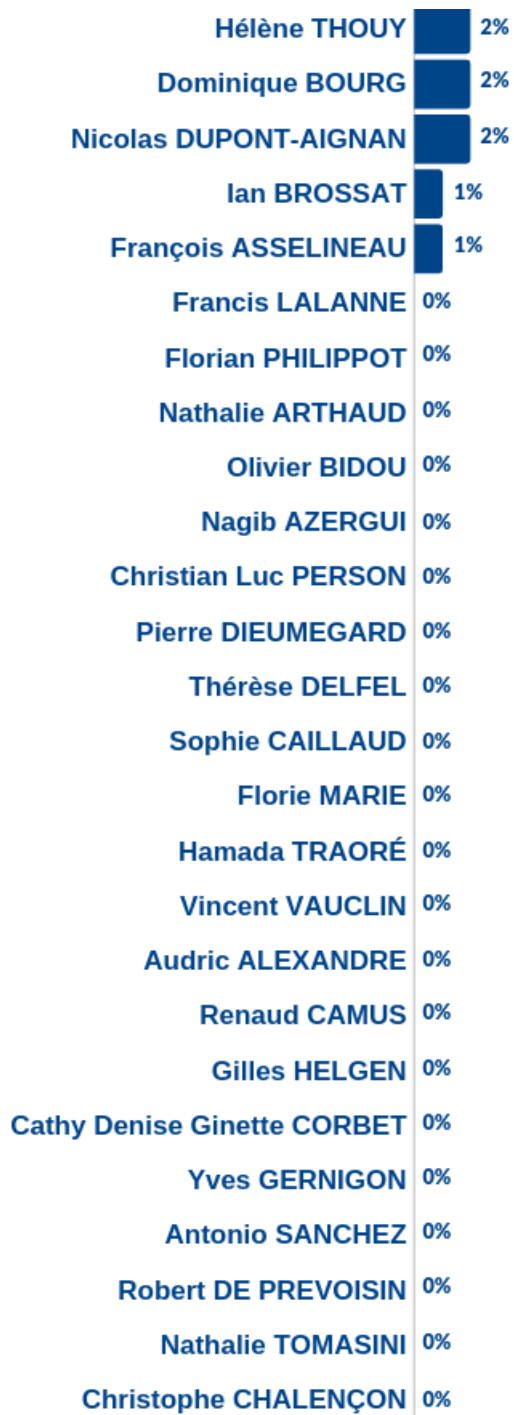 Hélène THOUY 2%
Dominique BOURG 2%
Nicolas DUPONT-AIGNAN 2%
Ian BROSSAT 1%
François ASSELINEAU 1%
Francis LALANNE 0%
Florian PHILIPPOT 0%
Nathalie ARTHAUD 0%
Olivier BIDOU 0%
Nagib AZERGUI 0%
Christian Luc PERSON 0%
Pierre DIEUMEGARD 0%
Thérèse DELFEL 0%
Sophie CAILLAUD 0%
Florie MARIE 0%
Hamada TRAORÉ 0%
Vincent VAUCLIN 0%
Audric ALEXANDRE 0%
Renaud CAMUS 0%
Gilles HELGEN 0%
Cathy Denise Ginette CORBET 0%
Yves GERNIGON 0%
Antonio SANCHEZ 0%
Robert DE PREVOISIN 0%
Nathalie TOMASINI 0%
Christophe CHALENÇON 0%